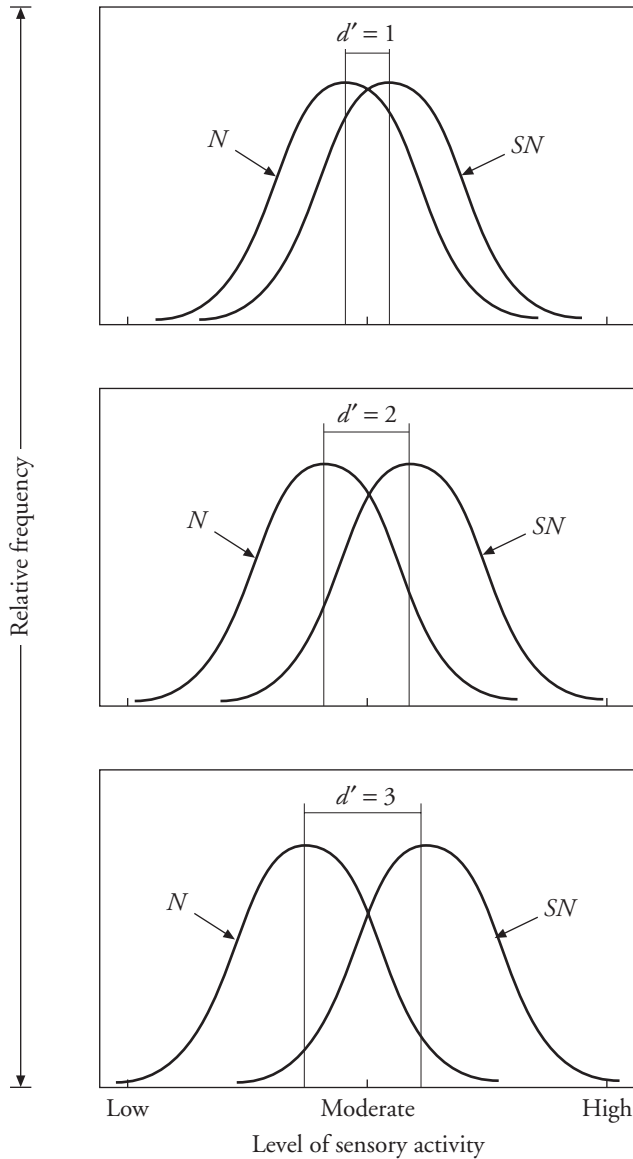 d′ = 1
N
SN
d′ = 2
N
SN
Relative frequency
d′ = 3
N
SN
Low
Moderate
High
Level of sensory activity